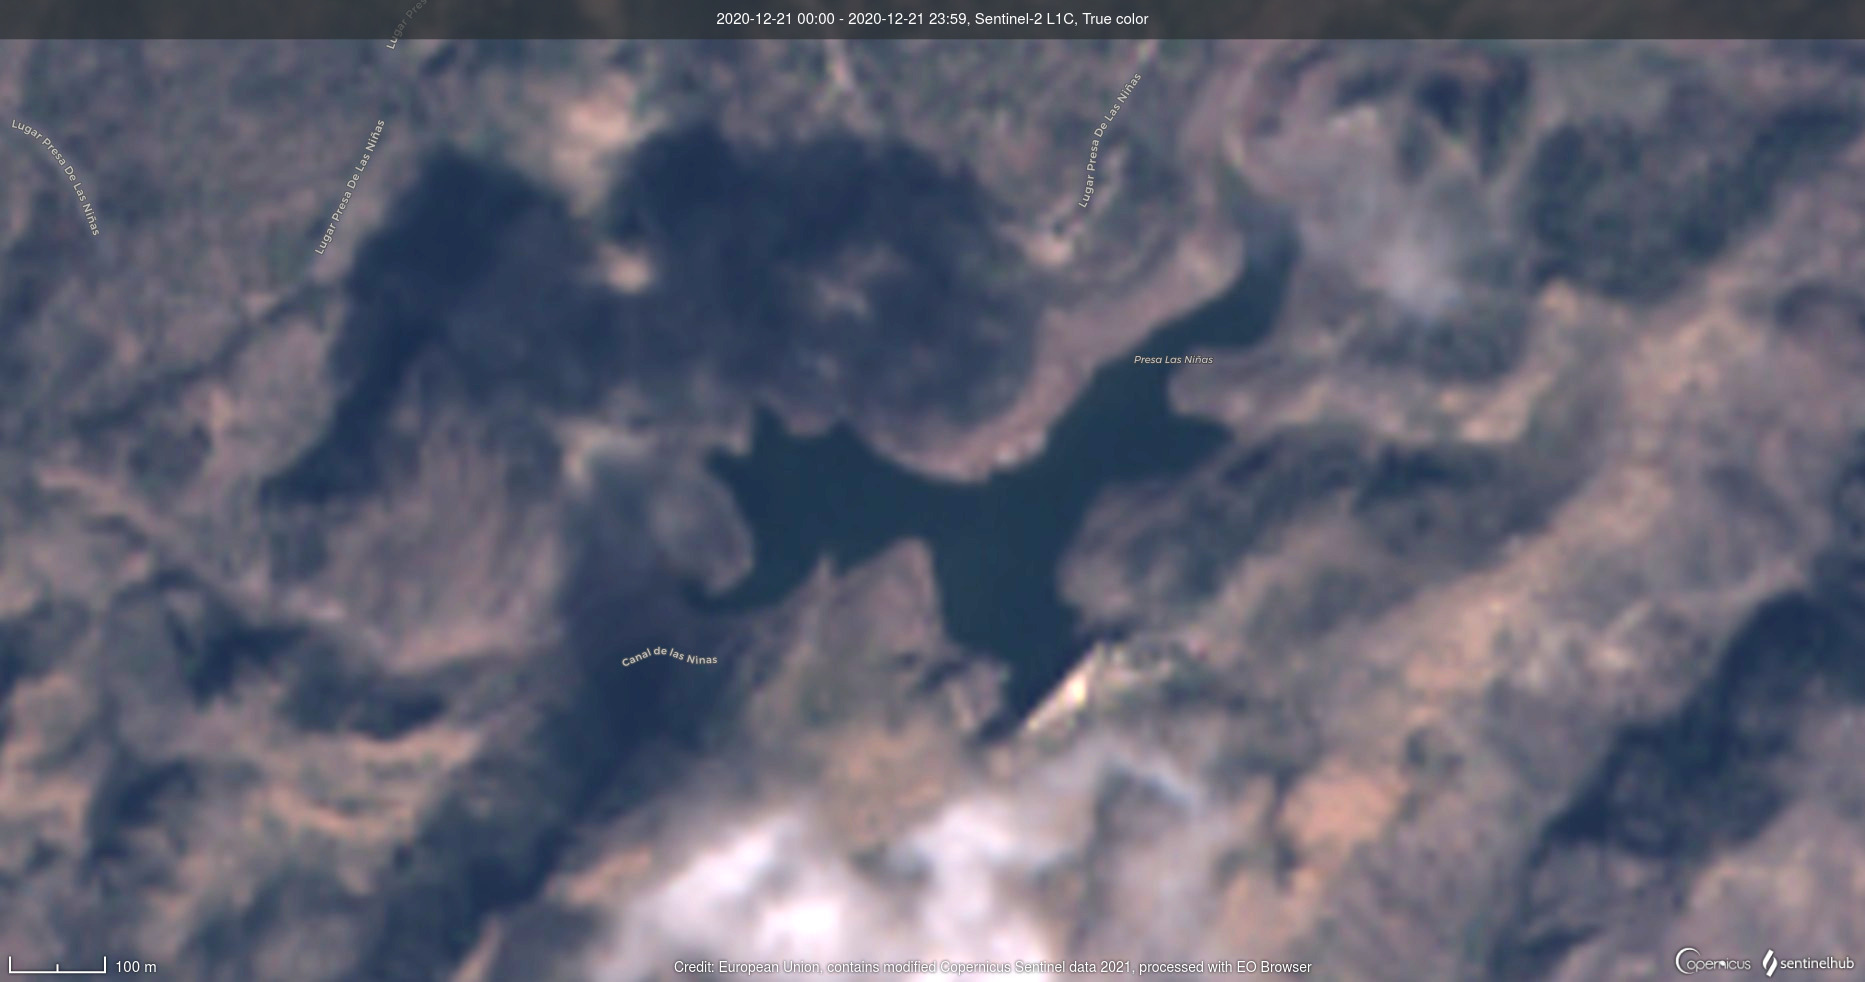 2020-12-21 00:00 - 2020-12-21 23:59, Sentinel-2 L1C, True color
Lugar Pres
Lugar Presa De Las Niñas
Lugar Presa De Las Niñas
Lugar Presa De Las Niñas
Presa Las Niñas
Canal de las Ninas
100 m
Credit: European Union, contains modified Copernicus Sentinel data 2021, processed with EO Browser
Copernicus
sentinelhub